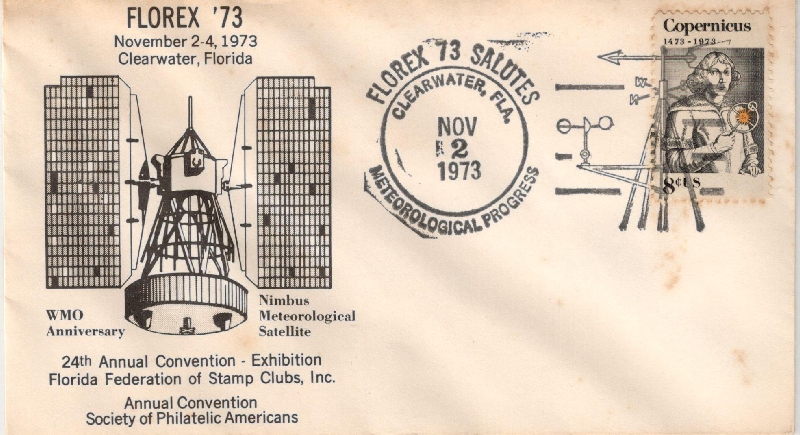 FLOREX '73
November 2-4, 1973
Clearwater, Florida
WMO
Anniversary
Nimbus
Meteorological
Satellite
24th Annual Convention - Exhibition
Florida Federation of Stamp Clubs, Inc.
Annual Convention
Society of Philatelic Americans
FLOREX '73 SALUTES
CLEARWATER, FLA.
NOV
2
1973
METEOROLOGICAL PROGRESS
Copernicus
1473-1973
W
N
8¢US